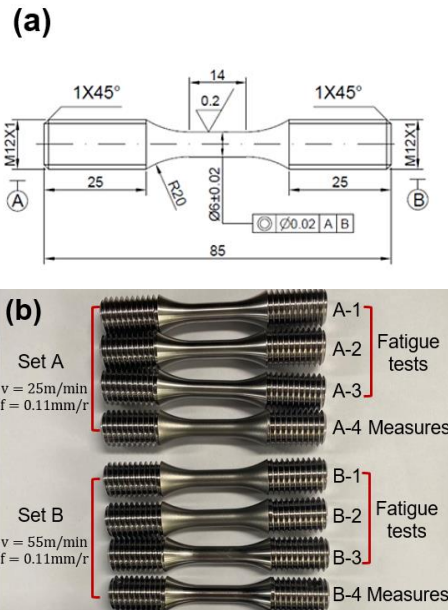 (a)
14
1X45°
0.2
1X45°
M12X1
M12X1
A
25
R20
Ø6±0.02
25
B
◎ Ø0.02 A B
85
(b)
Set A
v = 25m/min
f = 0.11mm/r
A-1
A-2
A-3
Fatigue
tests
A-4 Measures
Set B
v = 55m/min
f = 0.11mm/r
B-1
B-2
B-3
Fatigue
tests
B-4 Measures